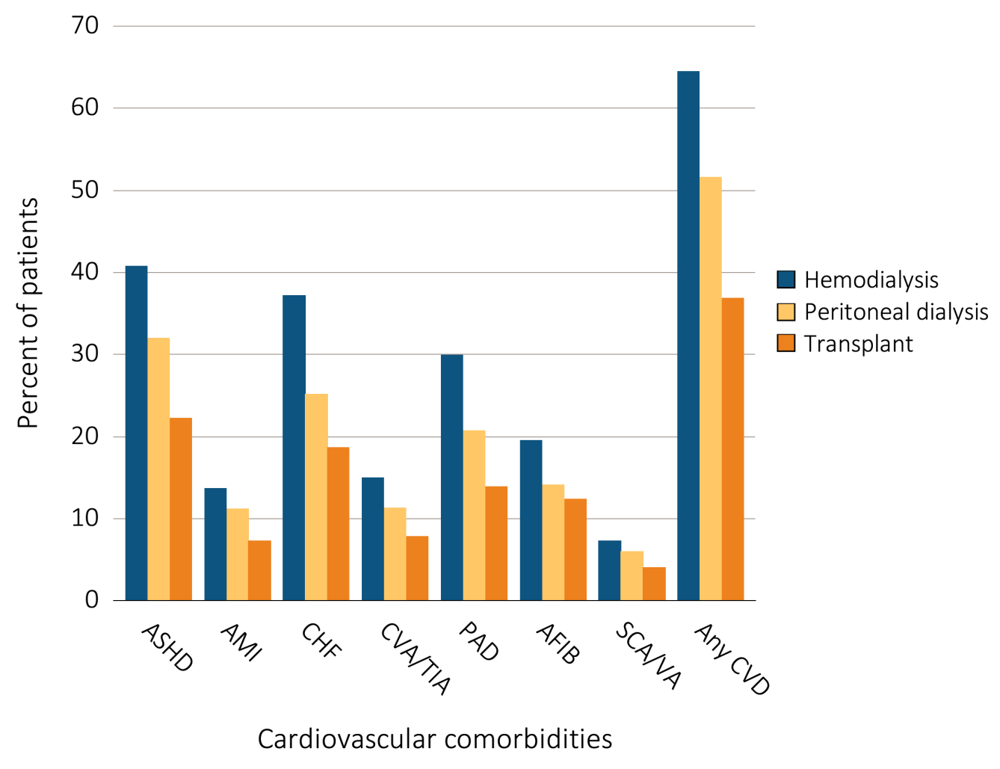 Percent of patients
70
60
50
40
30
20
10
0
ASHD
AMI
CHF
CVA/TIA
PAD
AFIB
SCA/VA
Any CVD
Cardiovascular comorbidities
Hemodialysis
Peritoneal dialysis
Transplant